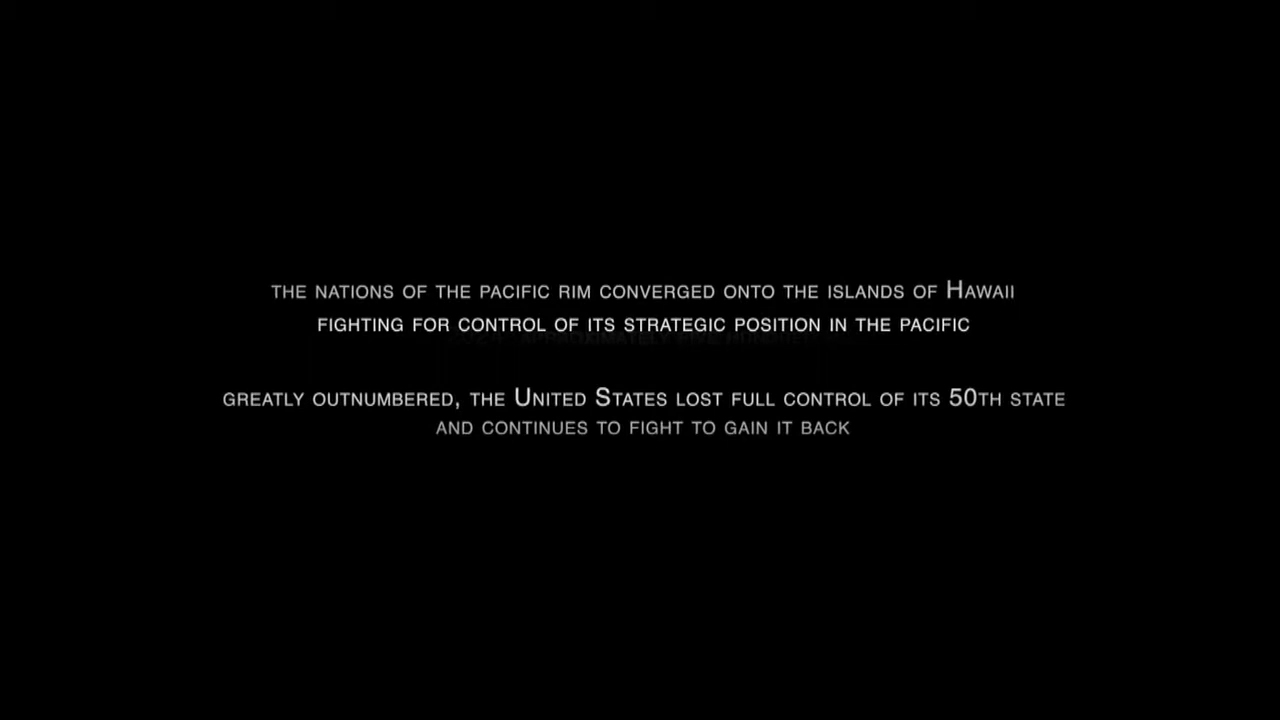 THE NATIONS OF THE PACIFIC RIM CONVERGED ONTO THE ISLANDS OF HAWAII
FIGHTING FOR CONTROL OF ITS STRATEGIC POSITION IN THE PACIFIC
GREATLY OUTNUMBERED, THE UNITED STATES LOST FULL CONTROL OF ITS 50TH STATE
AND CONTINUES TO FIGHT TO GAIN IT BACK